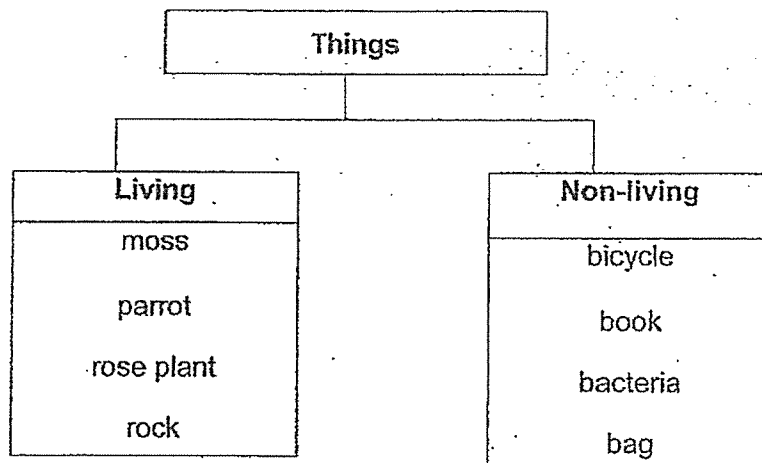 Things
Living
moss
parrot
rose plant
rock
Non-living
bicycle
book
bacteria
bag